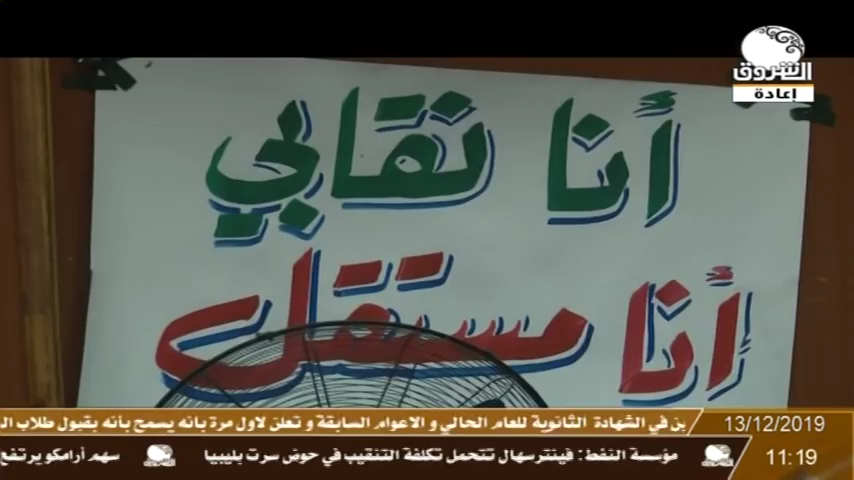 الشروق
إعادة
أنا نقابي
أنا مستقل
ين في الشهادة الثانوية للعام الحالي و الاعوام السابقة و تعلن لاول مرة بانه يسمح بأنه بقبول طلاب ال
13/12/2019
مؤسسة النفط: فينترسهال تتحمل تكلفة التنقيب في حوض سرت بليبيا
سهم أرامكو يرتفع
11:19